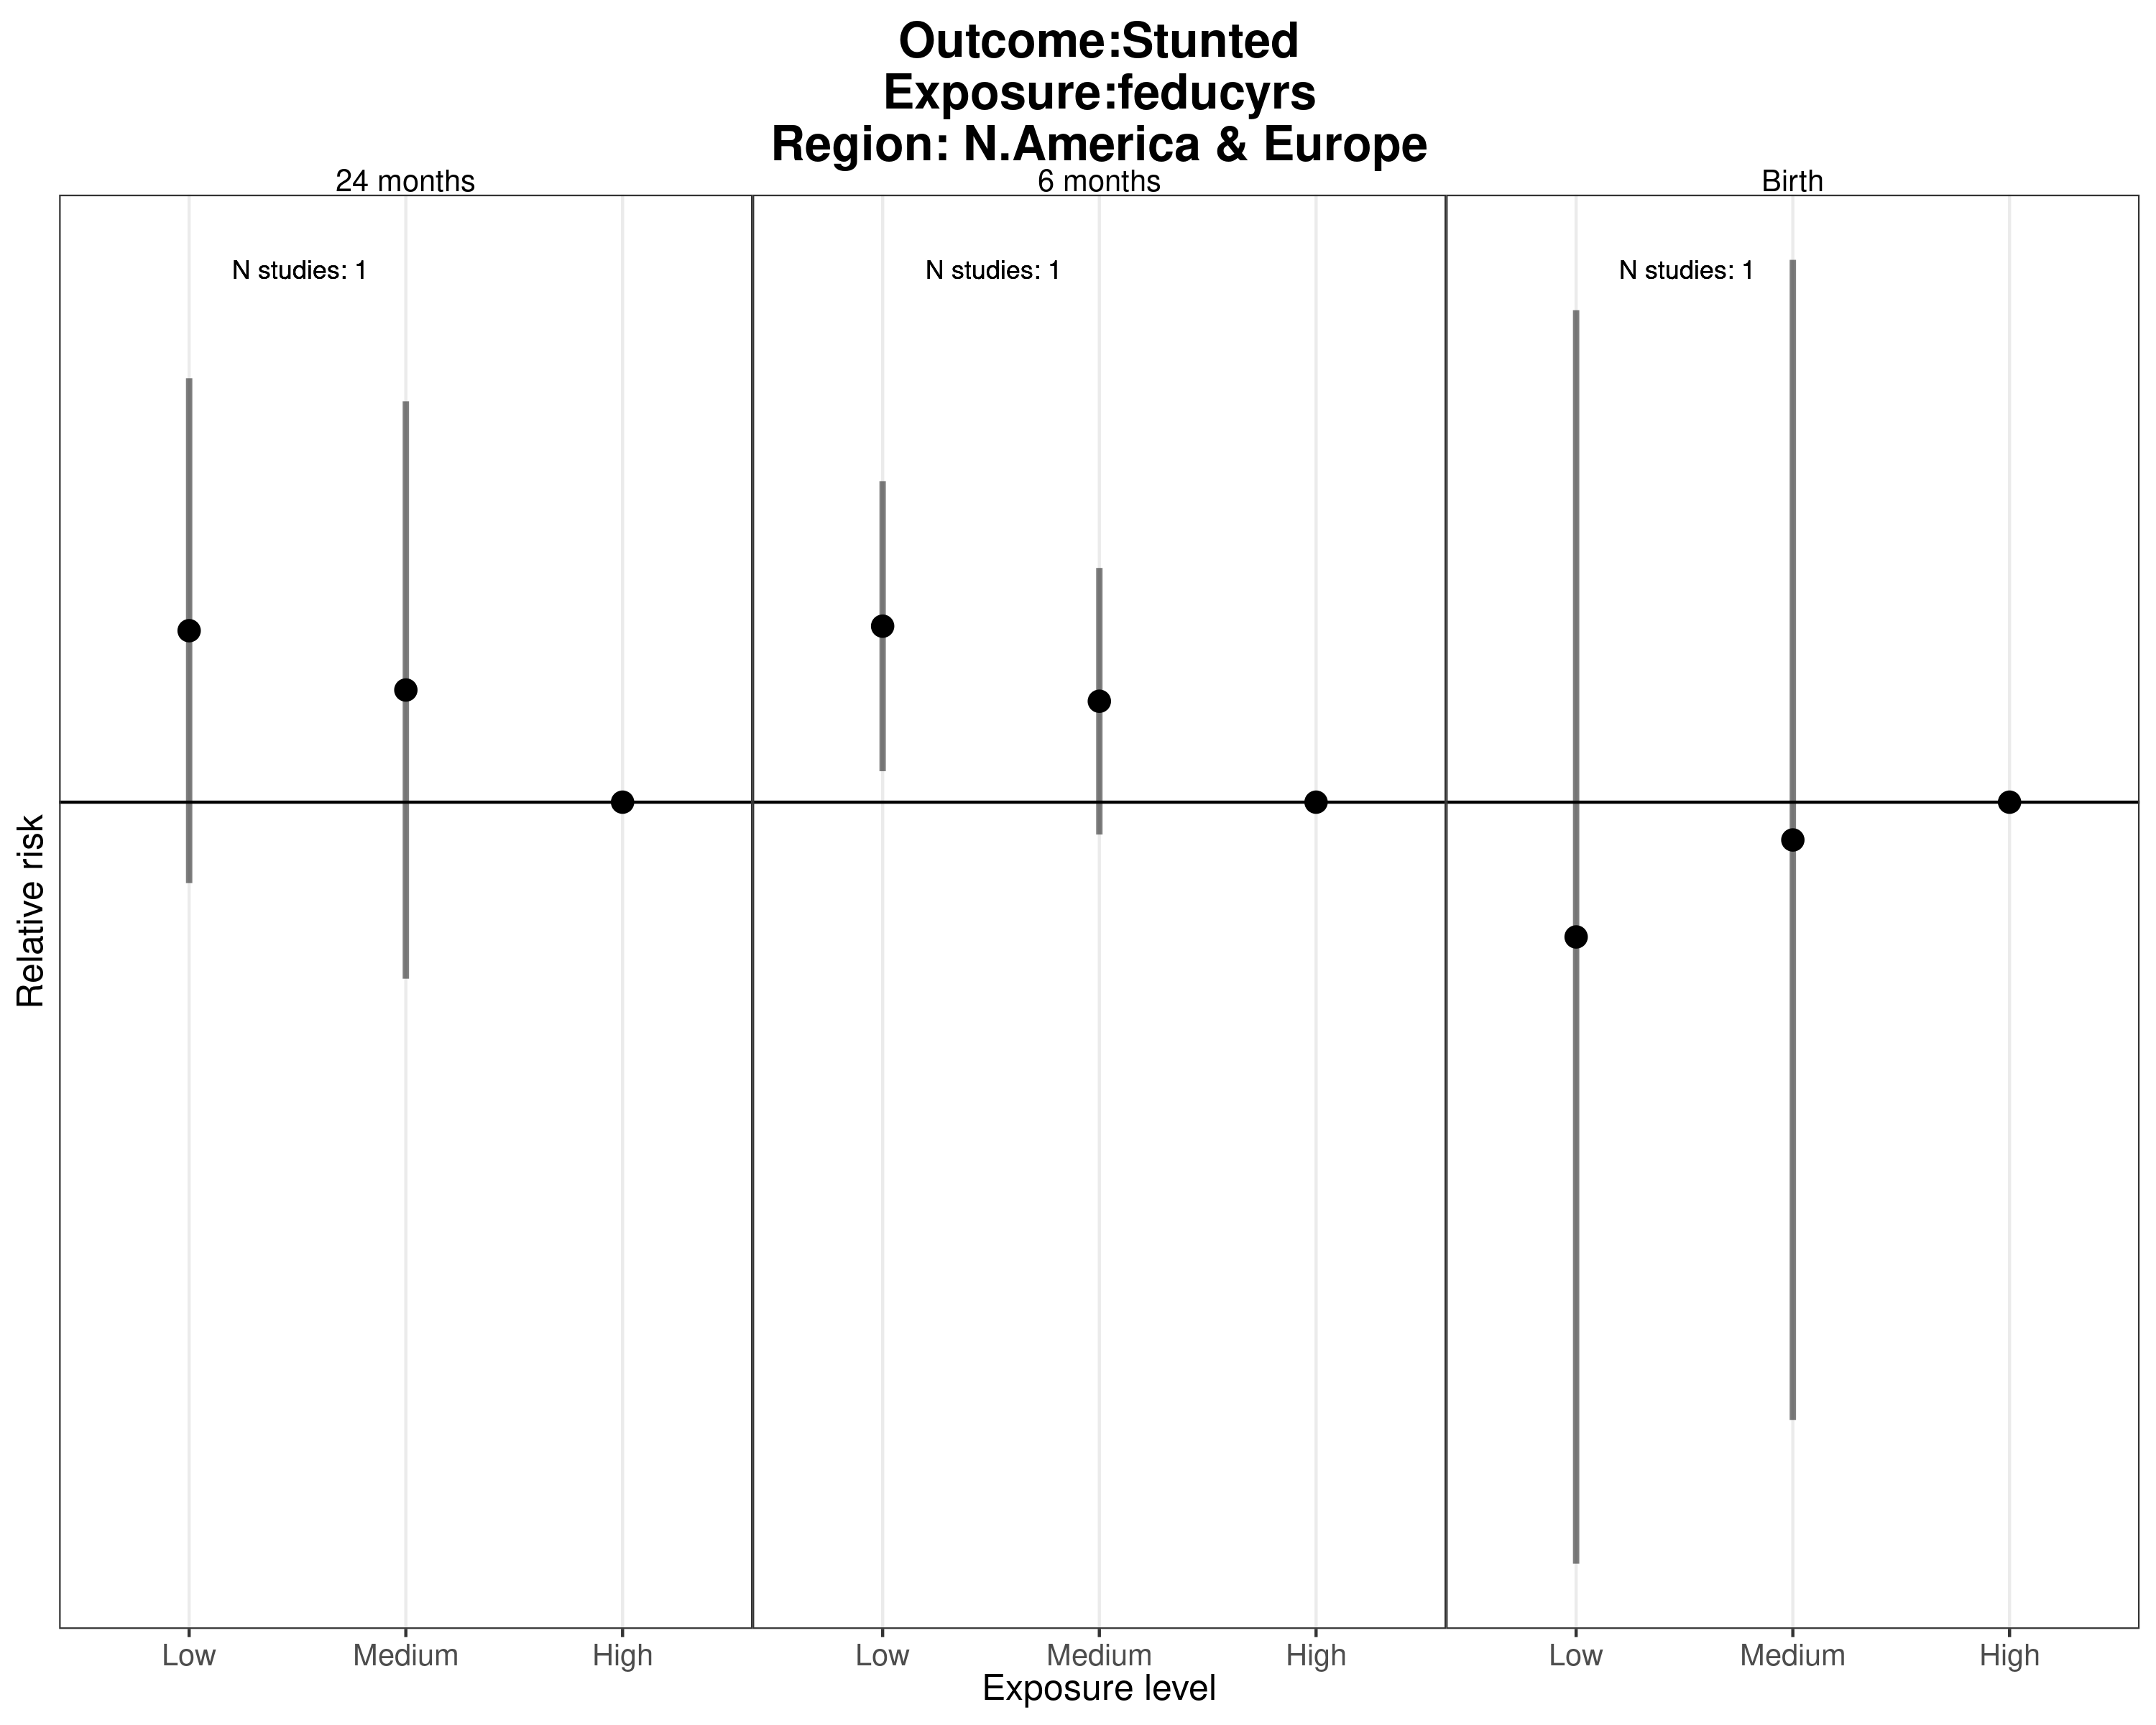 Outcome:Stunted
Exposure:feducyrs
Region: N.America & Europe
24 months
6 months
Birth
N studies: 1
N studies: 1
N studies: 1
Relative risk
Low
Medium
High
Low
Medium
High
Low
Medium
High
Exposure level